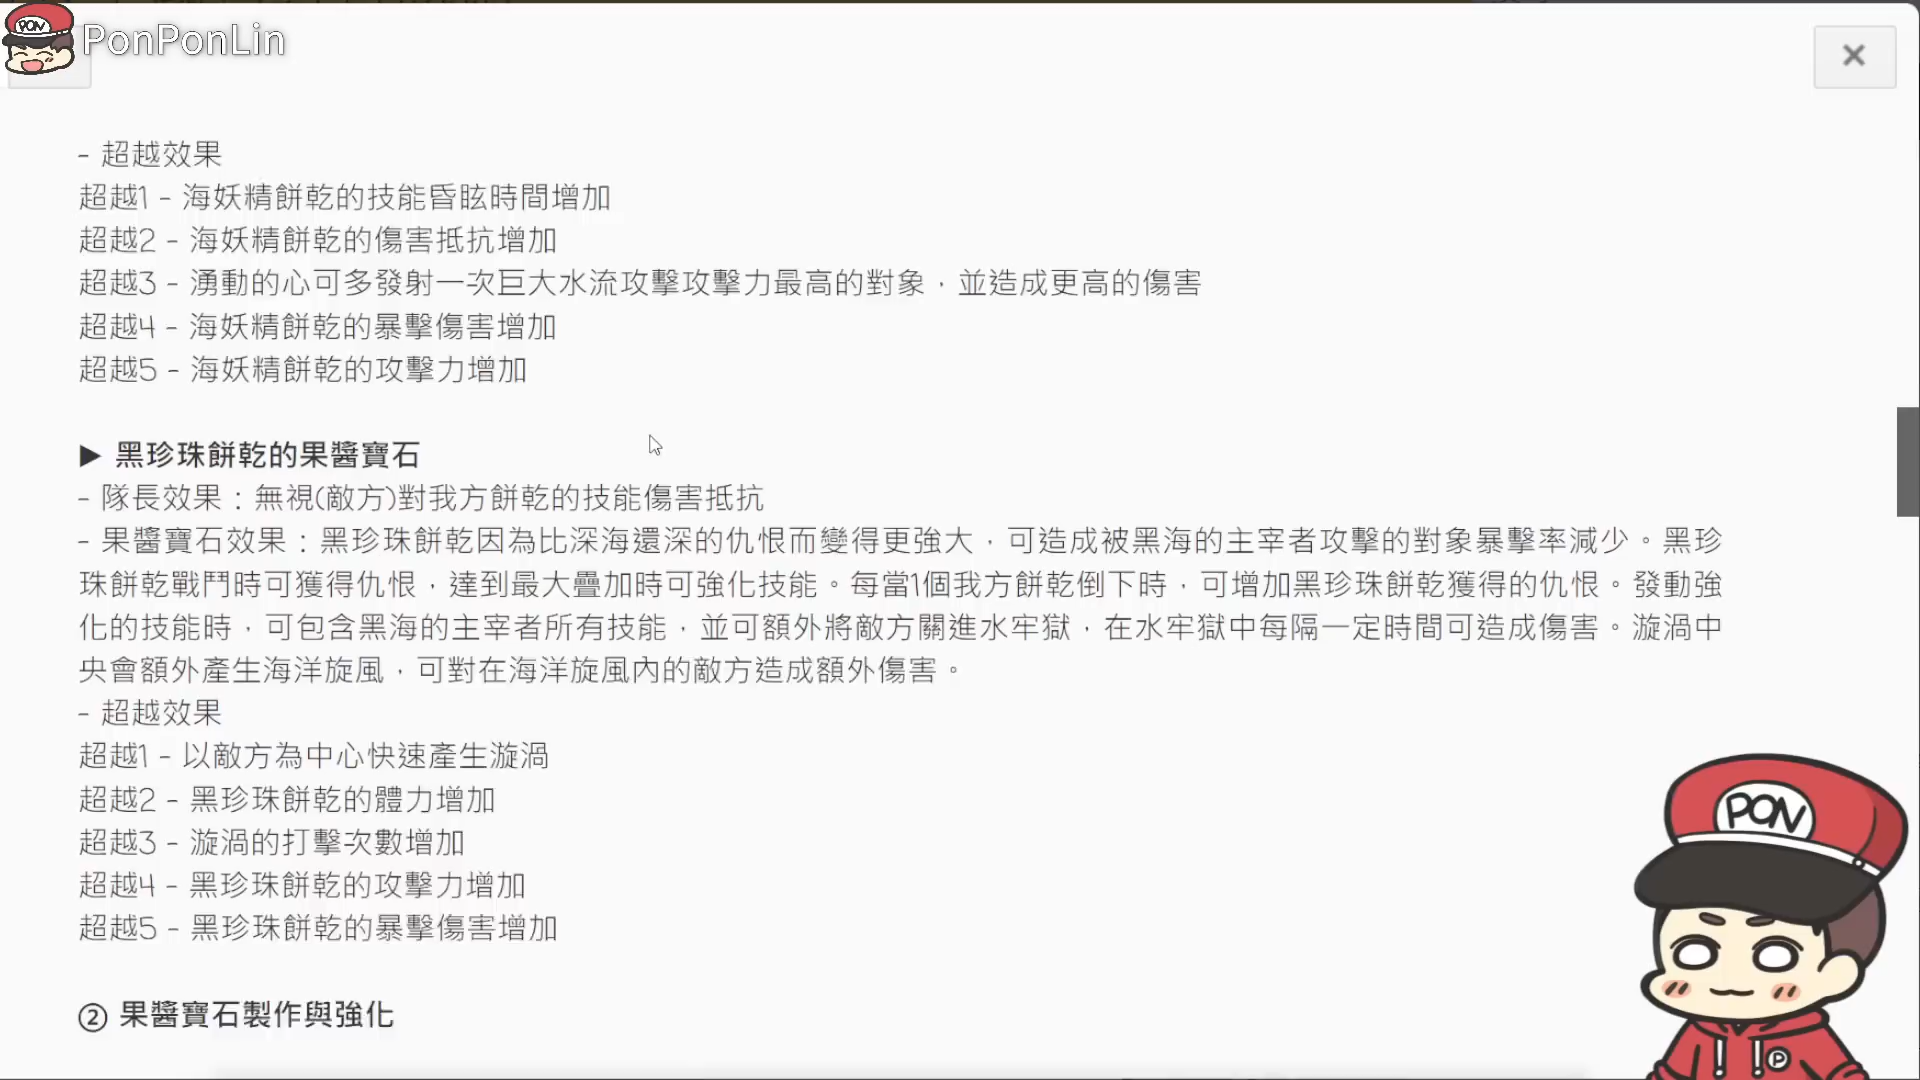 PON PonPonLin
×
- 超越效果
超越1 - 海妖精餅乾的技能昏眩時間增加
超越2 - 海妖精餅乾的傷害抵抗增加
超越3 - 湧動的心可多發射一次巨大水流攻擊攻擊力最高的對象，並造成更高的傷害
超越4 - 海妖精餅乾的暴擊傷害增加
超越5 - 海妖精餅乾的攻擊力增加
▶ 黑珍珠餅乾的果醬寶石
- 隊長效果：無視(敵方)對我方餅乾的技能傷害抵抗
- 果醬寶石效果：黑珍珠餅乾因為比深海還深的仇恨而變得更強大，可造成被黑海的主宰者攻擊的對象暴擊率減少。黑珍
珠餅乾戰鬥時可獲得仇恨，達到最大疊加時可強化技能。每當1個我方餅乾倒下時，可增加黑珍珠餅乾獲得的仇恨。發動強
化的技能時，可包含黑海的主宰者所有技能，並可額外將敵方關進水牢獄，在水牢獄中每隔一定時間可造成傷害。漩渦中
央會額外產生海洋旋風，可對在海洋旋風內的敵方造成額外傷害。
- 超越效果
超越1 - 以敵方為中心快速產生漩渦
超越2 - 黑珍珠餅乾的體力增加
超越3 - 漩渦的打擊次數增加
超越4 - 黑珍珠餅乾的攻擊力增加
超越5 - 黑珍珠餅乾的暴擊傷害增加
② 果醬寶石製作與強化
PON
P